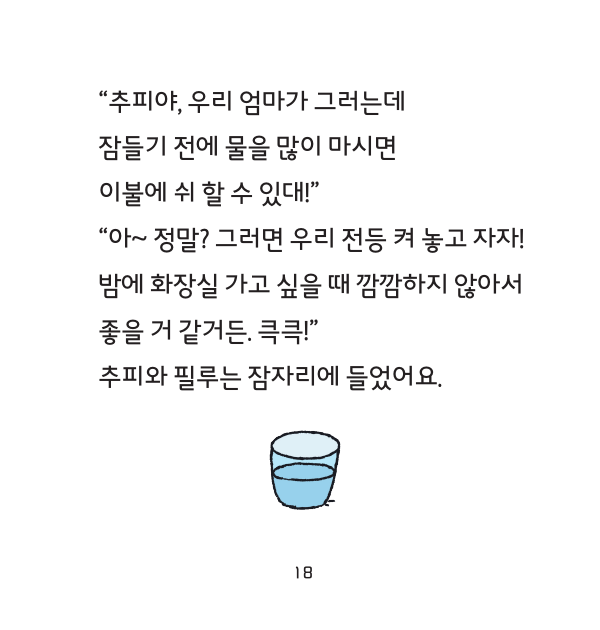 “추피야, 우리 엄마가 그러는데
잠들기 전에 물을 많이 마시면
이불에 쉬 할 수 있대!”
“아~ 정말? 그러면 우리 전등 켜 놓고 자자!
밤에 화장실 가고 싶을 때 깜깜하지 않아서
좋을 거 같거든. 큭큭!”
추피와 필루는 잠자리에 들었어요.
18